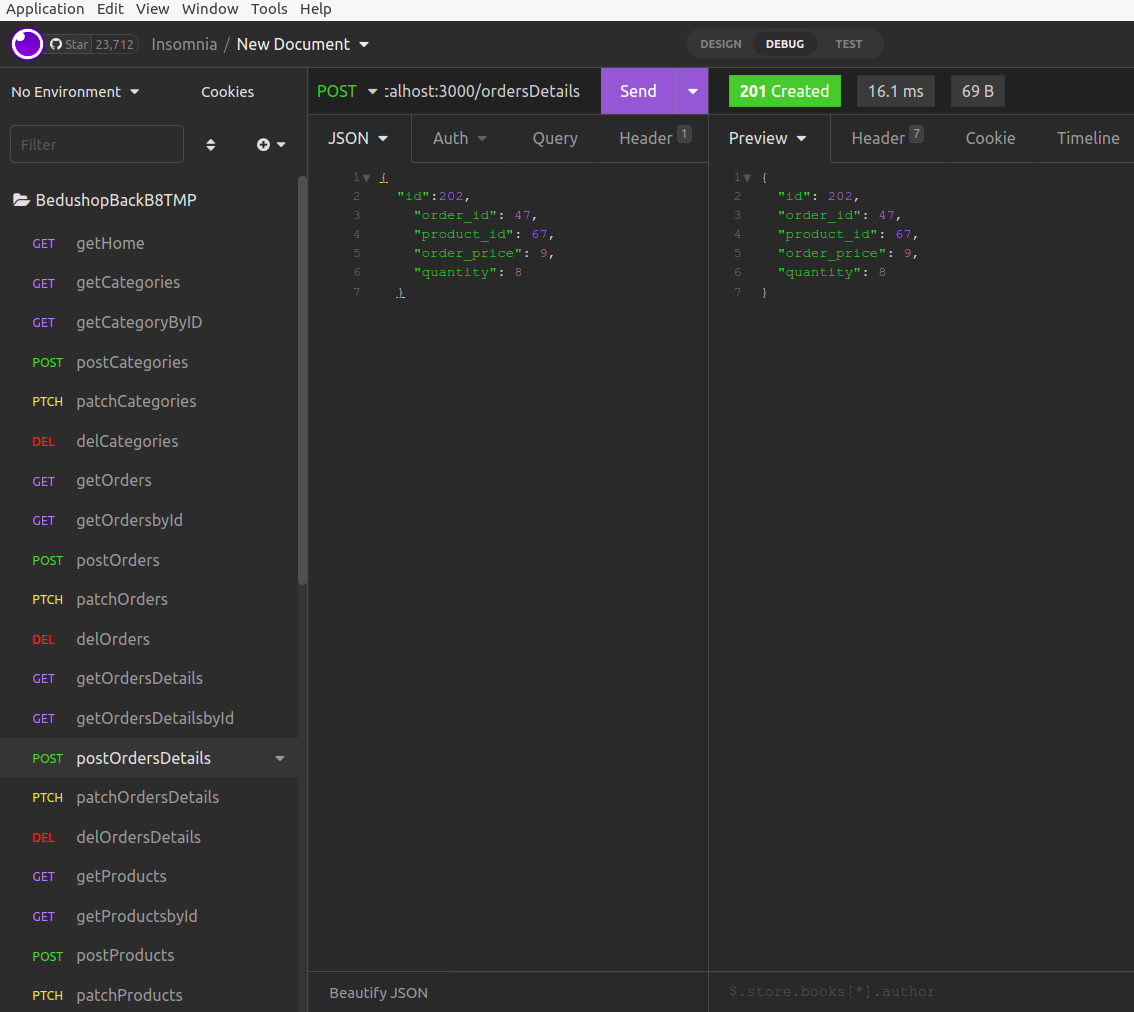 Application Edit View Window Tools Help
Star 23,712 Insomnia / New Document DESIGN DEBUG TEST
No Environment Cookies
Filter
BedushopBackB8TMP
GET getHome
GET getCategories
GET getCategoryByID
POST postCategories
PTCH patchCategories
DEL delCategories
GET getOrders
GET getOrdersbyId
POST postOrders
PTCH patchOrders
DEL delOrders
GET getOrdersDetails
GET getOrdersDetailsbyId
POST postOrdersDetails
PTCH patchOrdersDetails
DEL delOrdersDetails
GET getProducts
GET getProductsbyId
POST postProducts
PTCH patchProducts
POST calhost:3000/ordersDetails Send
JSON Auth Query Header 1
1 {
2 "id":202,
3 "order_id": 47,
4 "product_id": 67,
5 "order_price": 9,
6 "quantity": 8
7 }
Beautify JSON
201 Created 16.1 ms 69 B
Preview Header 7 Cookie Timeline
1 {
2 "id": 202,
3 "order_id": 47,
4 "product_id": 67,
5 "order_price": 9,
6 "quantity": 8
7 }
$.store.books[*].author